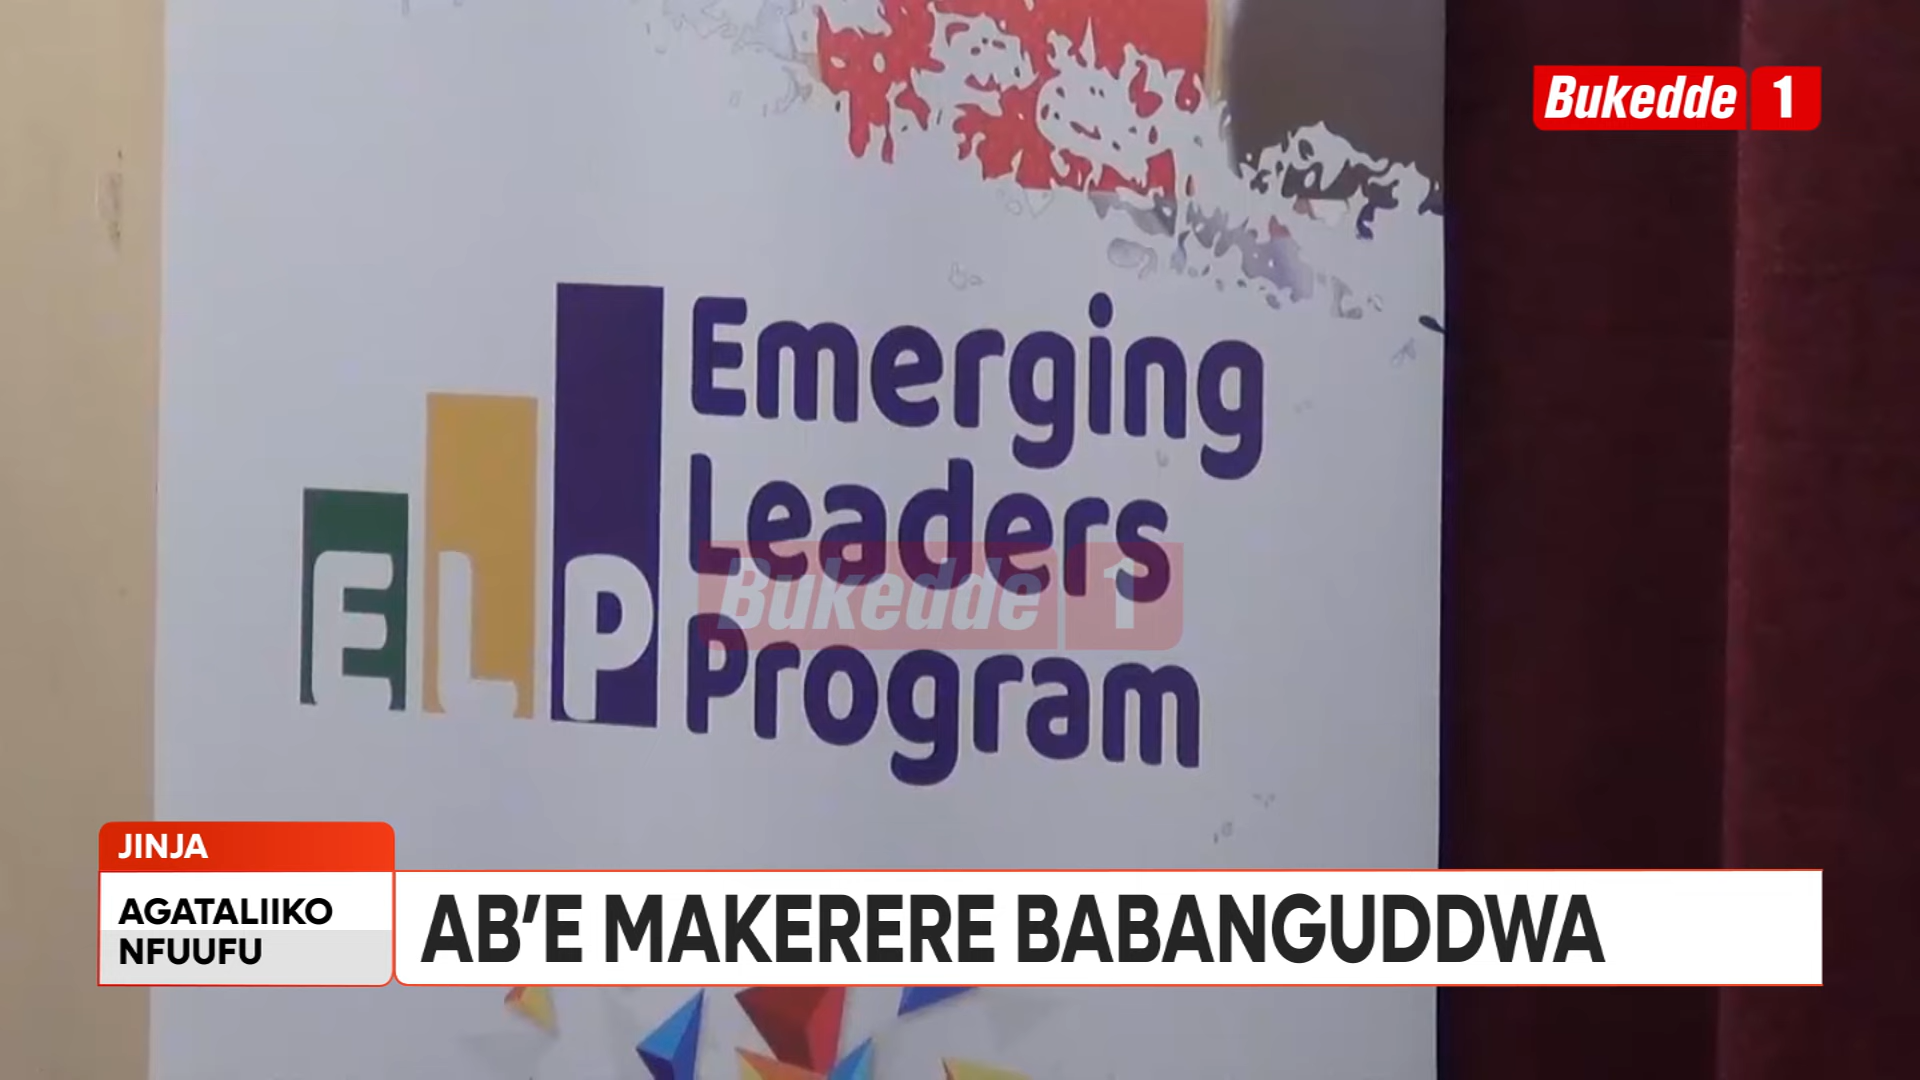 Bukedde 1
Emerging
Leaders
Program
ELP
Bukedde 1
JINJA
AGATALIIKO
NFUUFU
AB'E MAKERERE BABANGUDDWA